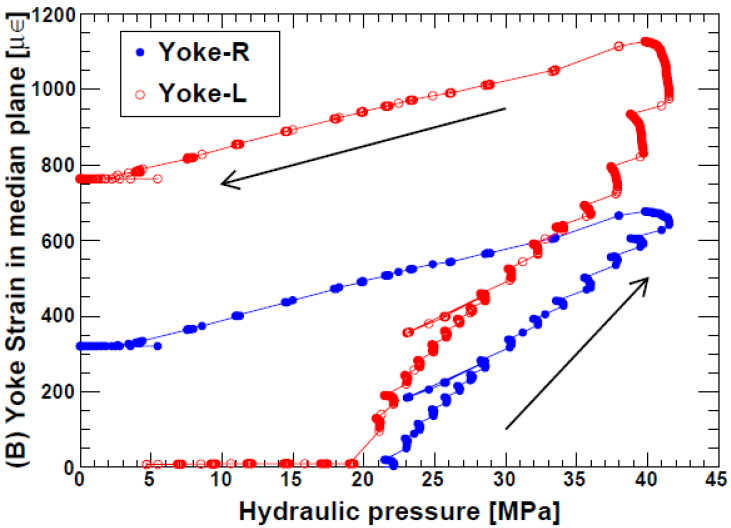 (B) Yoke Strain in median plane [με]
1200
1000
800
600
400
200
0
Yoke-R
Yoke-L
0 5 10 15 20 25 30 35 40 45
Hydraulic pressure [MPa]